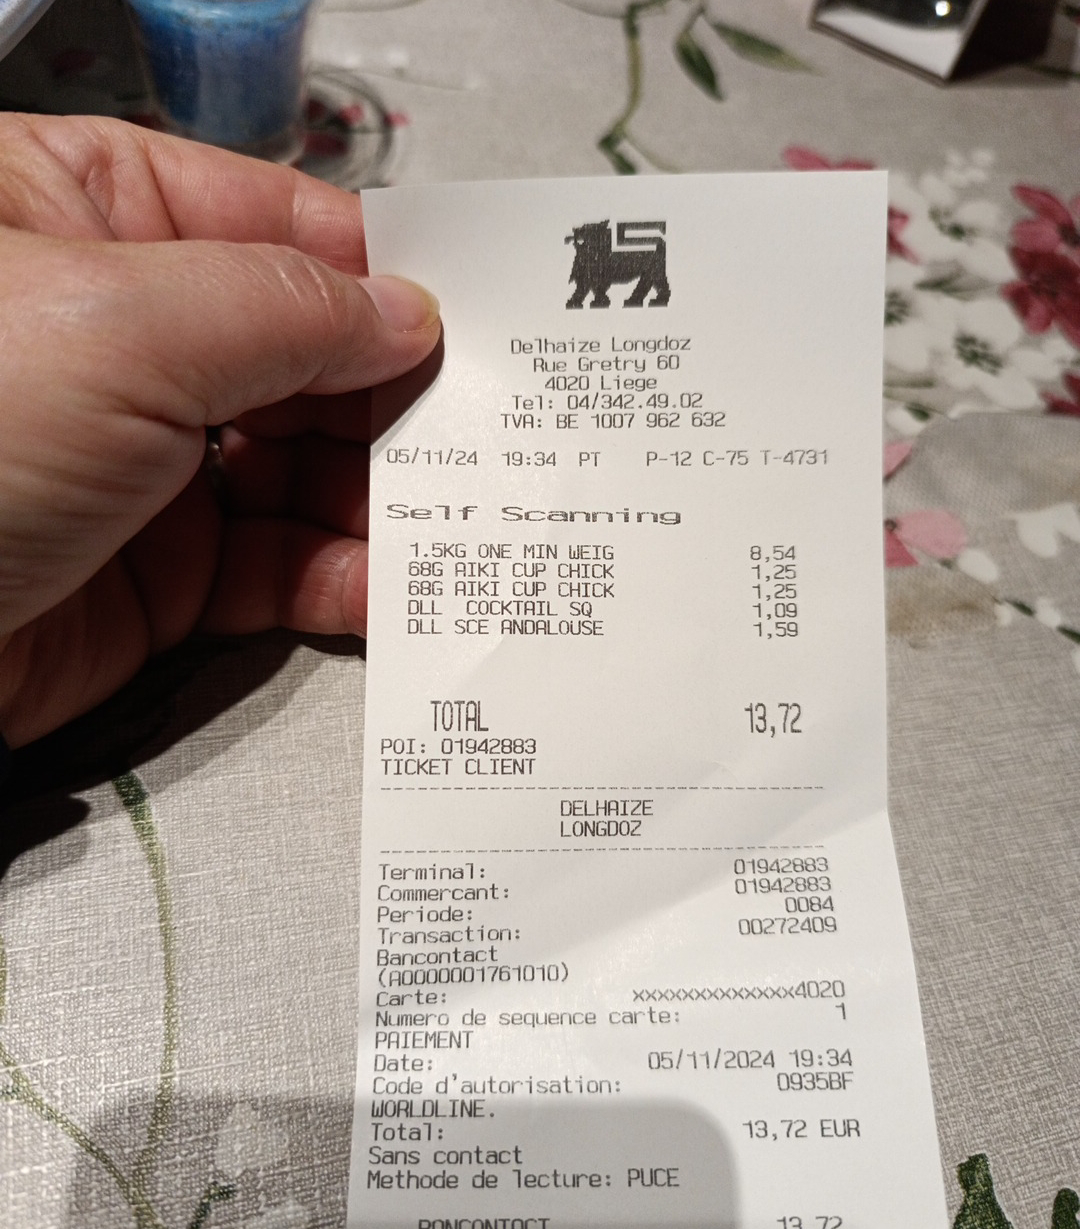 Delhaize Longdoz
Rue Gretry 60
4020 Liege
Tel: 04/342.49.02
TVA: BE 1007 962 632
05/11/24 19:34 PT P-12 C-75 T-4731
Self Scanning
1.5KG ONE MIN WEIG 8,54
68G AIKI CUP CHICK 1,25
68G AIKI CUP CHICK 1,25
DLL COCKTAIL SQ 1,09
DLL SCE ANDALOUSE 1,59
TOTAL 13,72
POI: 01942883
TICKET CLIENT
DELHAIZE
LONGDOZ
Terminal: 01942883
Commercant: 01942883
Periode: 0084
Transaction: 00272409
Bancontact
(A0000001761010)
Carte: xxxxxxxxxxxxx4020
Numero de sequence carte: 1
PAIEMENT
Date: 05/11/2024 19:34
Code d'autorisation: 0935BF
WORLDLINE.
Total: 13,72 EUR
Sans contact
Methode de lecture: PUCE
BANCONTACT 13,72